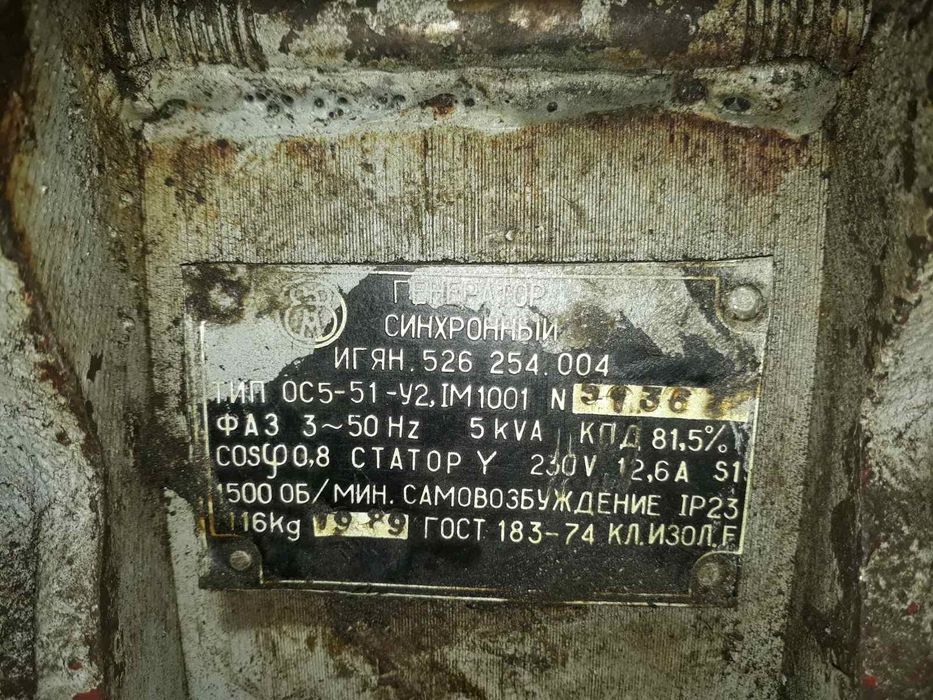 ГЕНЕРАТОР
СИНХРОННЫЙ
ИГЯН.526 254.004
ТИП ОС5-51-У2,IM1001 N
ФАЗ 3~50Hz 5kVA КПД 81,5%
COSφ0,8 СТАТОР Y 230V 12,6A S1
1500 ОБ/МИН. САМОВОЗБУЖДЕНИЕ IP23
116Kg 1989 ГОСТ 183-74 КЛ.ИЗОЛ.F